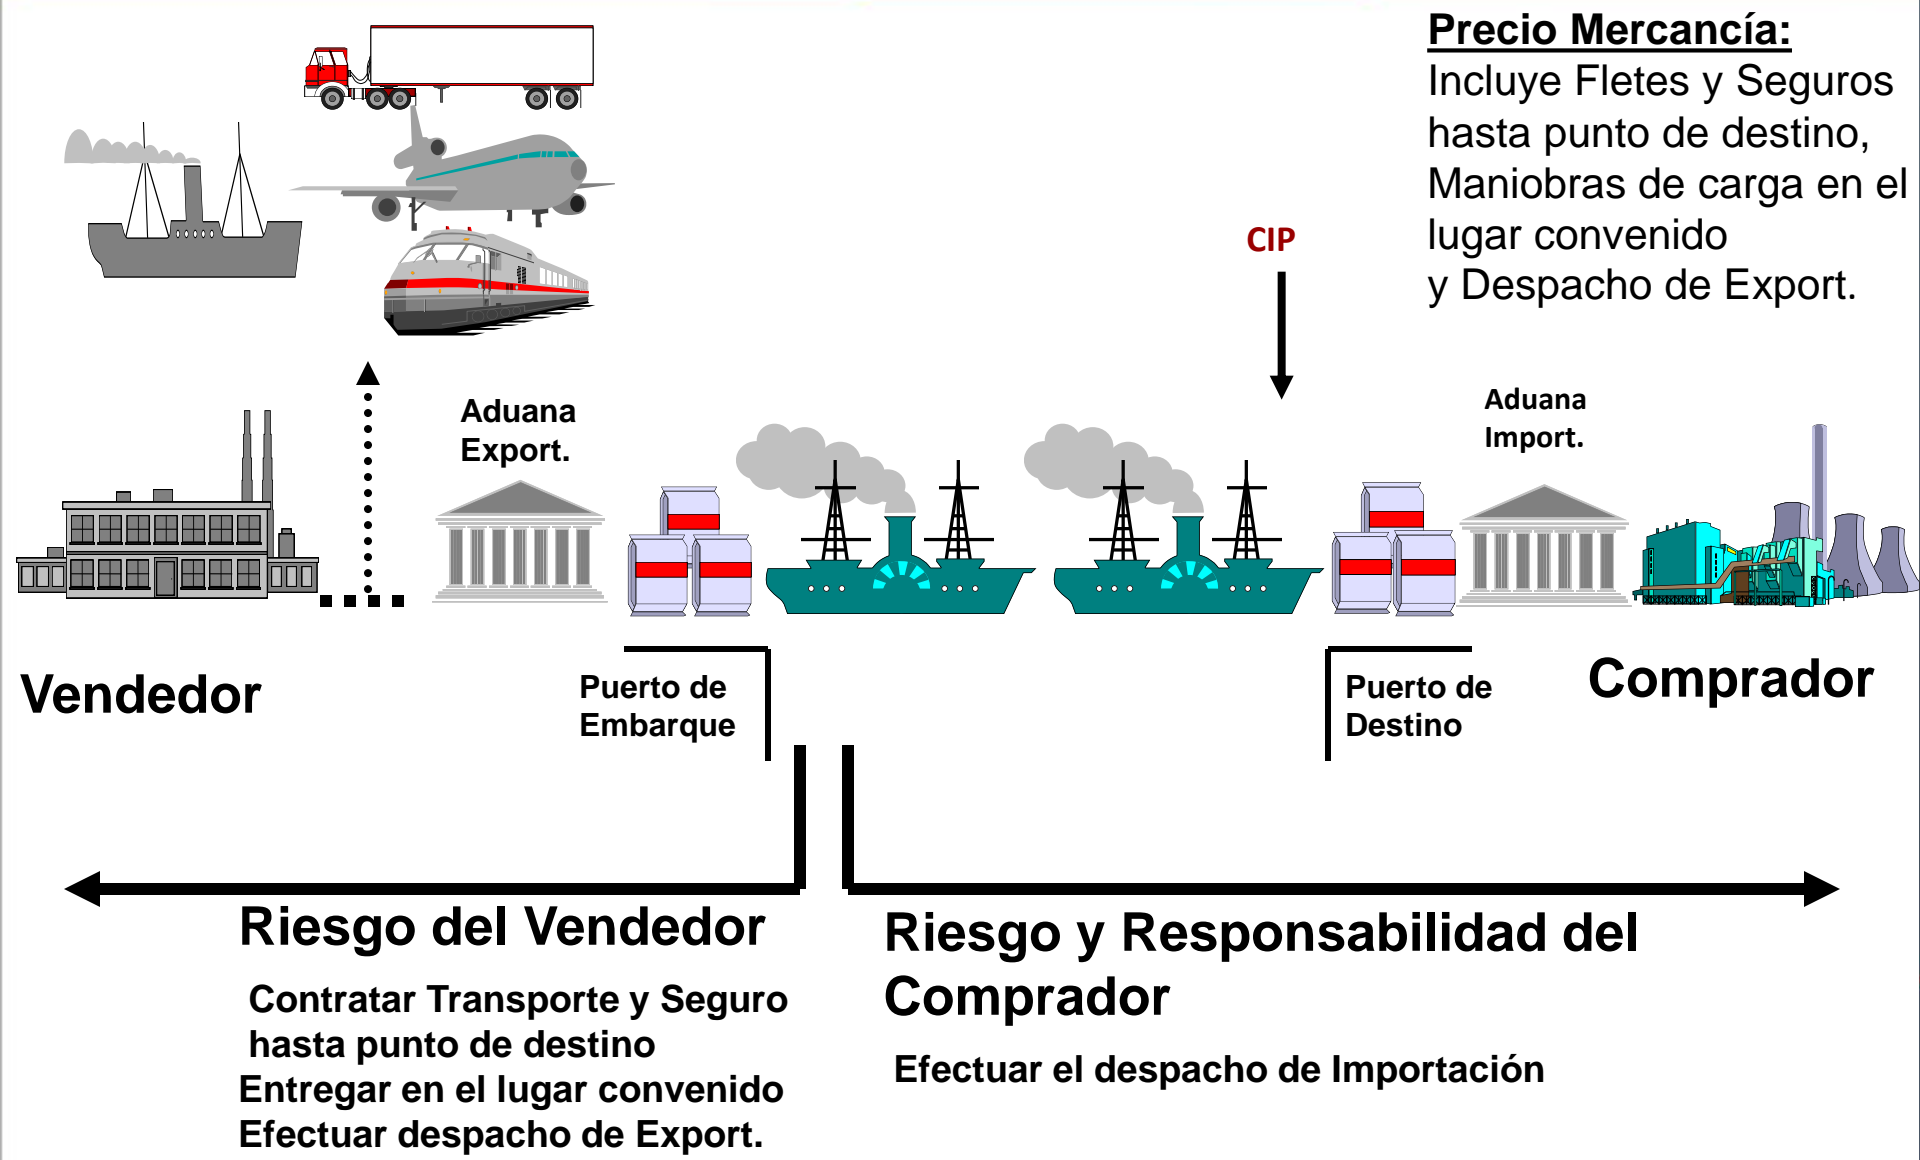 Precio Mercancía:
Incluye Fletes y Seguros
hasta punto de destino,
Maniobras de carga en el
lugar convenido
y Despacho de Export.
CIP
Aduana
Export.
Aduana
Import.
Vendedor
Puerto de
Embarque
Puerto de
Destino
Comprador
Riesgo del Vendedor
Contratar Transporte y Seguro
hasta punto de destino
Entregar en el lugar convenido
Efectuar despacho de Export.
Riesgo y Responsabilidad del
Comprador
Efectuar el despacho de Importación